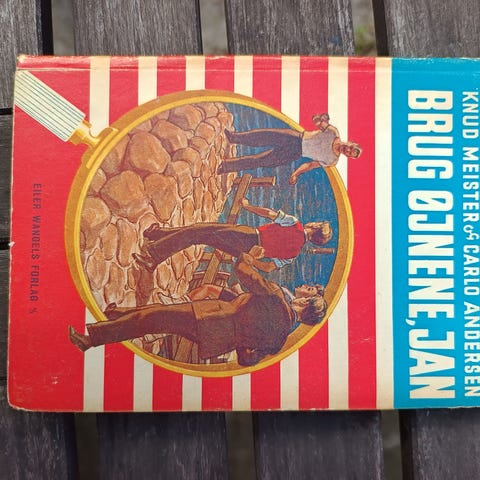 KNUD MEISTER og CARLO ANDERSEN
BRUG ØJNENE, JAN
EILER WANGELS FORLAG %